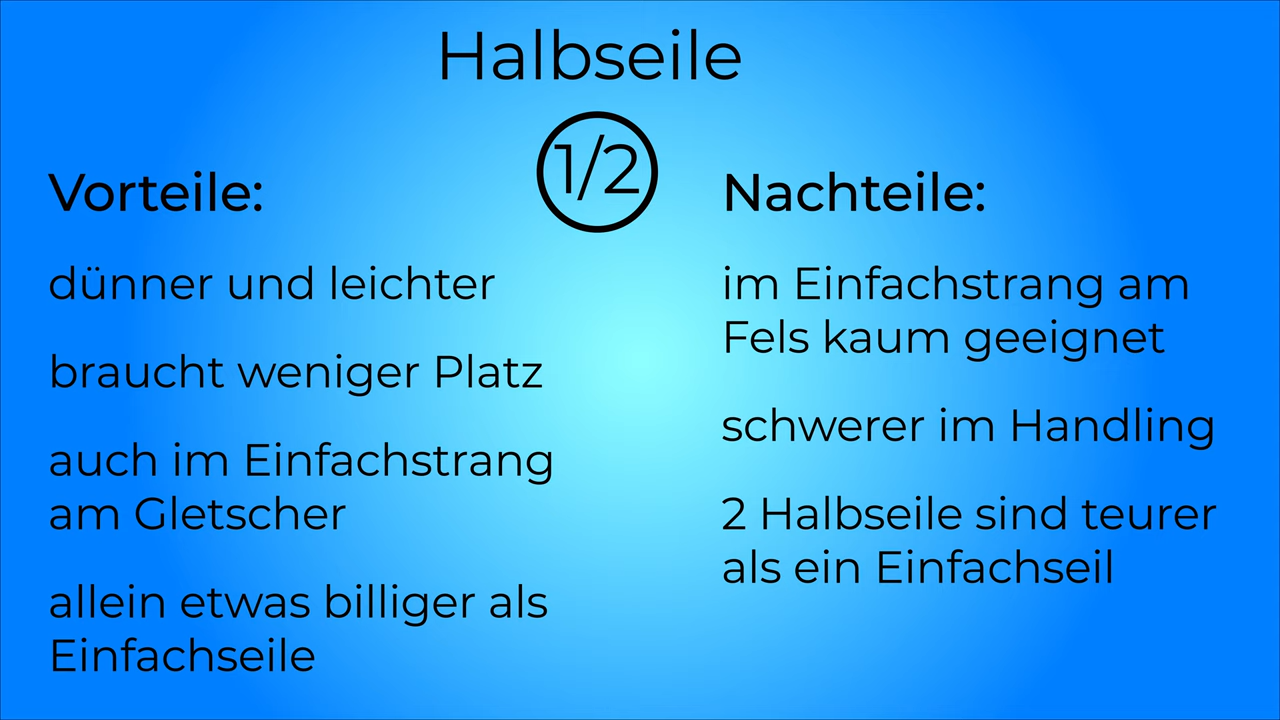 Halbseile
1/2
Vorteile:
dünner und leichter
braucht weniger Platz
auch im Einfachstrang
am Gletscher
allein etwas billiger als
Einfachseile
Nachteile:
im Einfachstrang am
Fels kaum geeignet
schwerer im Handling
2 Halbseile sind teurer
als ein Einfachseil